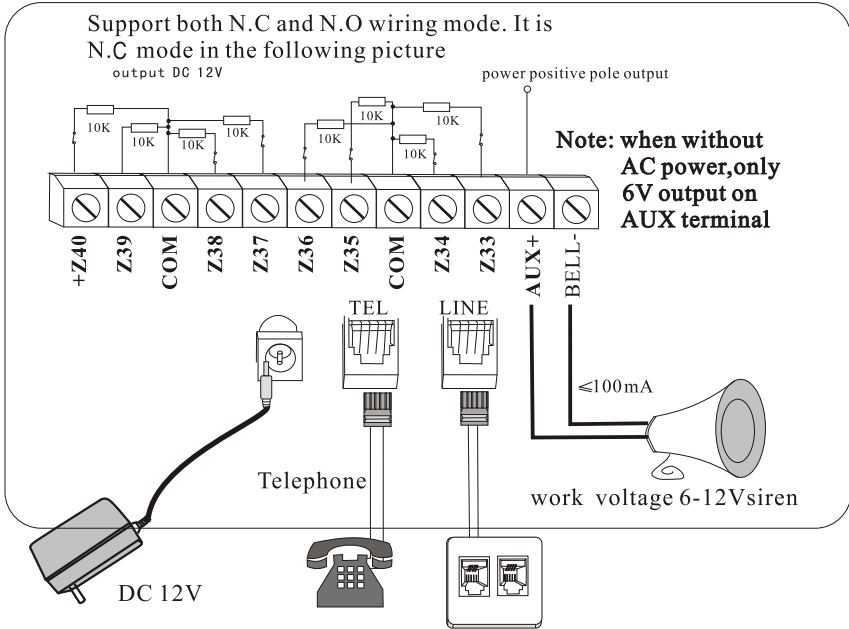 Support both N.C and N.O wiring mode. It is
N.C mode in the following picture
output DC 12V
power positive pole output
10K
10K
10K
10K
10K
10K
10K
10K
Note: when without
AC power,only
6V output on
AUX terminal
+Z40
Z39
COM
Z38
Z37
Z36
Z35
COM
Z34
Z33
AUX+
BELL-
TEL
LINE
≤100mA
Telephone
work voltage 6-12Vsiren
DC 12V